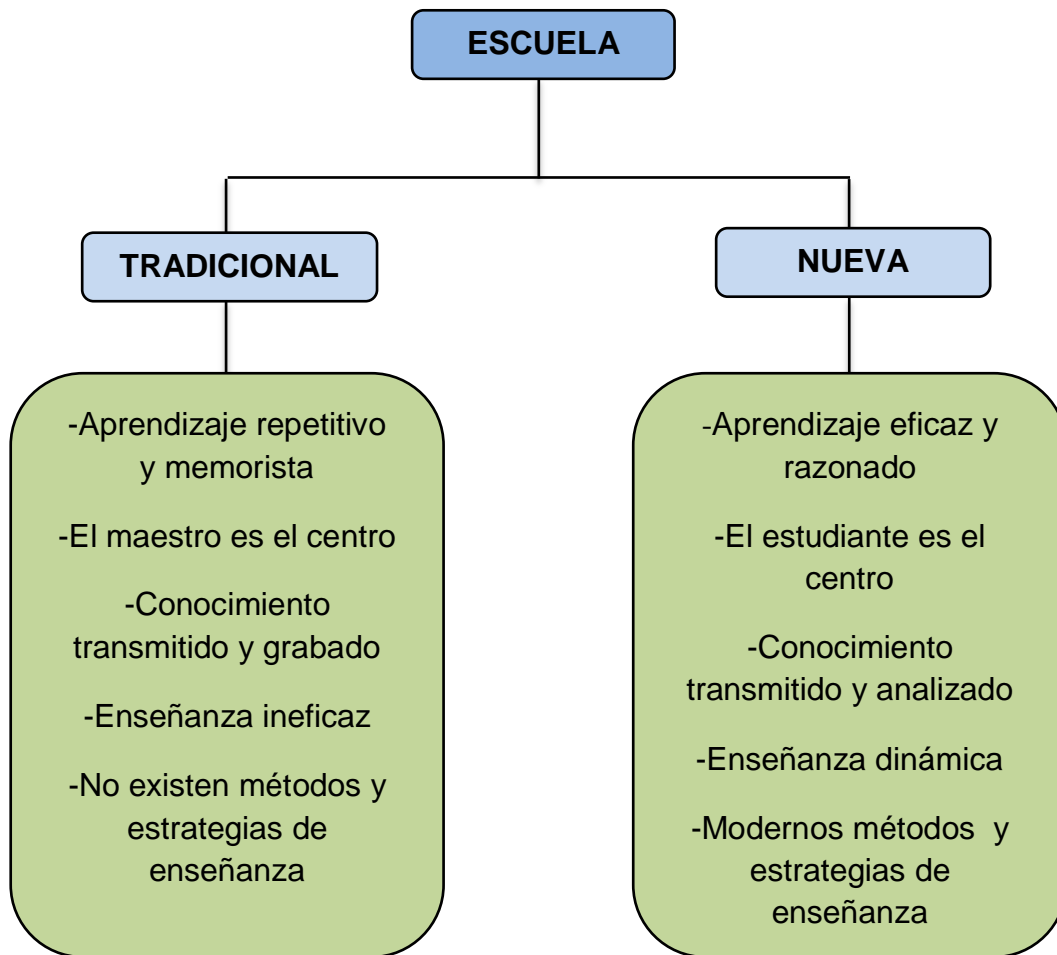 ESCUELA
TRADICIONAL
NUEVA
-Aprendizaje repetitivo
y memorista
-El maestro es el centro
-Conocimiento
transmitido y grabado
-Enseñanza ineficaz
-No existen métodos y
estrategias de
enseñanza
-Aprendizaje eficaz y
razonado
-El estudiante es el
centro
-Conocimiento
transmitido y analizado
-Enseñanza dinámica
-Modernos métodos  y
estrategias de
enseñanza